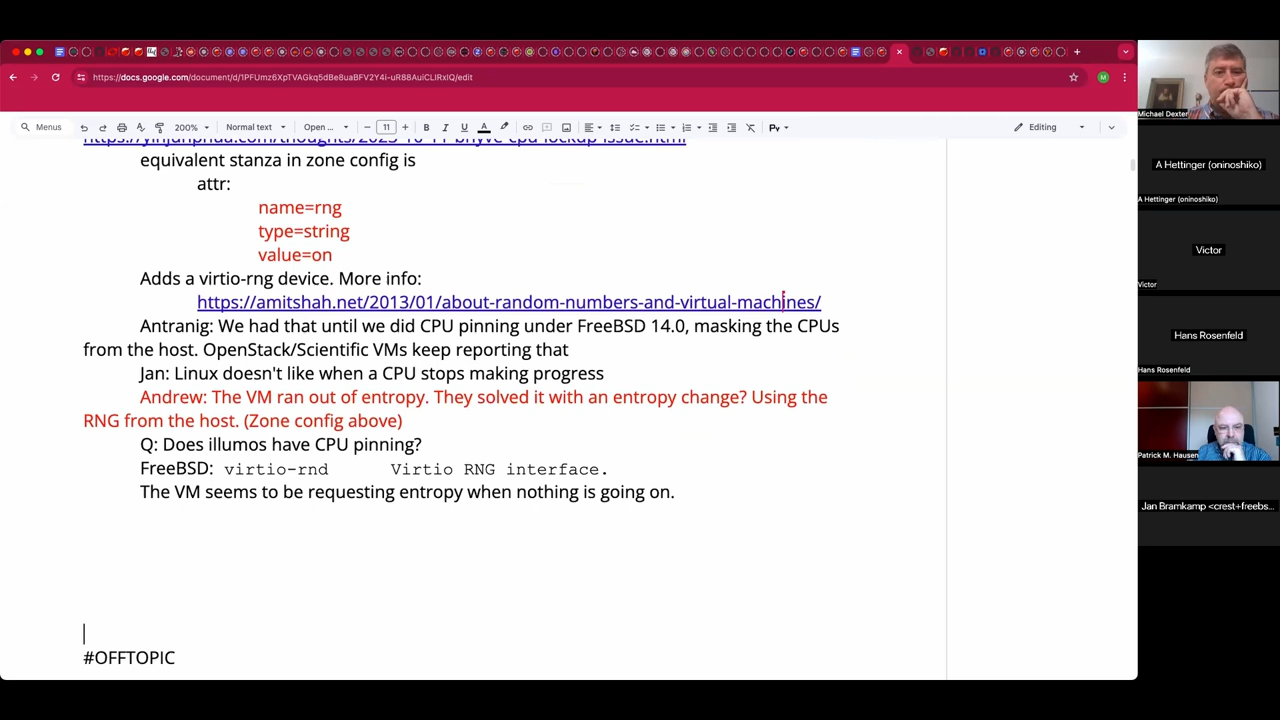 https://docs.google.com/document/d/1PFUmz6XpTVAGkq5dBe8uaBFV2Y4i-uR88AuiCLIRxIQ/edit
M
Menus
200%
Normal text
Open ...
11
Editing
equivalent stanza in zone config is
attr:
name=rng
type=string
value=on
Adds a virtio-rng device. More info:
https://amitshah.net/2013/01/about-random-numbers-and-virtual-machines/
Antranig: We had that until we did CPU pinning under FreeBSD 14.0, masking the CPUs
from the host. OpenStack/Scientific VMs keep reporting that
Jan: Linux doesn't like when a CPU stops making progress
Andrew: The VM ran out of entropy. They solved it with an entropy change? Using the
RNG from the host. (Zone config above)
Q: Does illumos have CPU pinning?
FreeBSD: virtio-rnd Virtio RNG interface.
The VM seems to be requesting entropy when nothing is going on.
#OFFTOPIC
Michael Dexter
A Hettinger (oninoshiko)
A Hettinger (oninoshiko)
Victor
Victor
Hans Rosenfeld
Hans Rosenfeld
Patrick M. Hausen
Jan Bramkamp <crest+freebs...